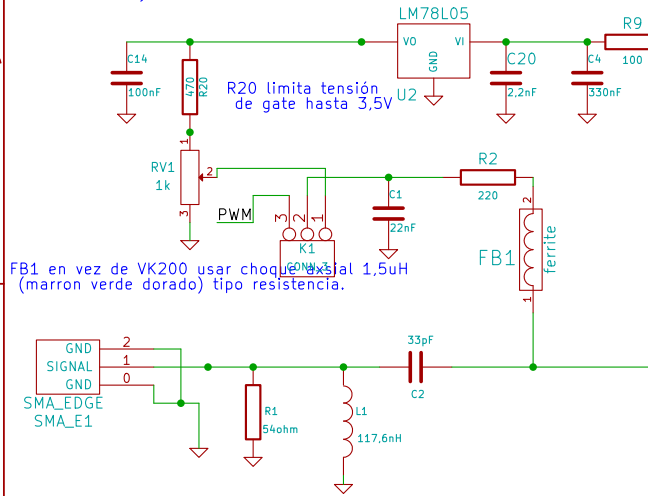 LM78L05
R9
VO
VI
GND
C14
100nF
470
R20
R20 limita tensión
de gate hasta 3,5V
U2
C20
2,2nF
C4
330nF
100
1
RV1
1k
2
3
PWM
3
2
1
K1
CONN_3
C1
22nF
R2
220
2
FB1
ferrite
1
FB1 en vez de VK200 usar choque axsial 1,5uH
(marron verde dorado) tipo resistencia.
GND
2
SIGNAL
1
GND
0
SMA_EDGE
SMA_E1
R1
54ohm
L1
117,6nH
33pF
C2